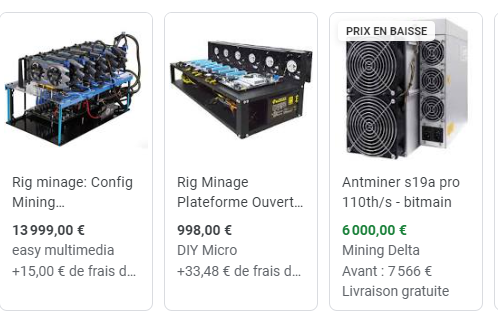 PRIX EN BAISSE
Rig minage: Config
Mining…
13 999,00 €
easy multimedia
+15,00 € de frais d…
Rig Minage
Plateforme Ouvert…
998,00 €
DIY Micro
+33,48 € de frais d…
Antminer s19a pro
110th/s - bitmain
6 000,00 €
Mining Delta
Avant : 7 566 €
Livraison gratuite